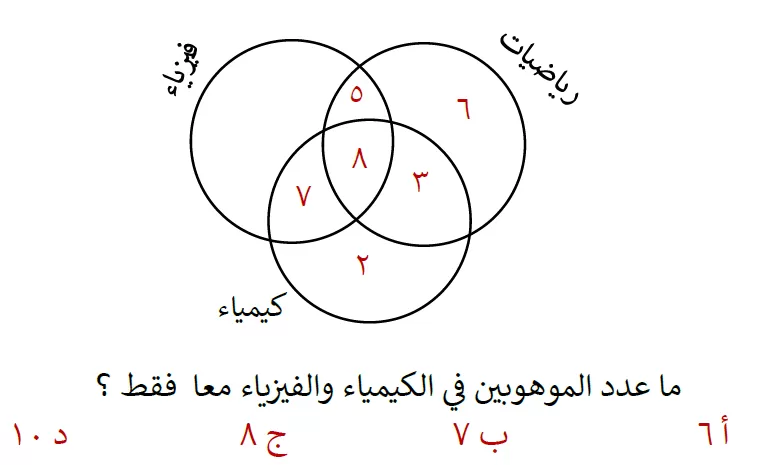 رياضيات
فيزياء
٥
٦
٨
٣
٧
٢
كيمياء
ما عدد الموهوبين في الكيمياء والفيزياء معا فقط ؟
أ ٦ ب ٧ ج ٨ د ١٠